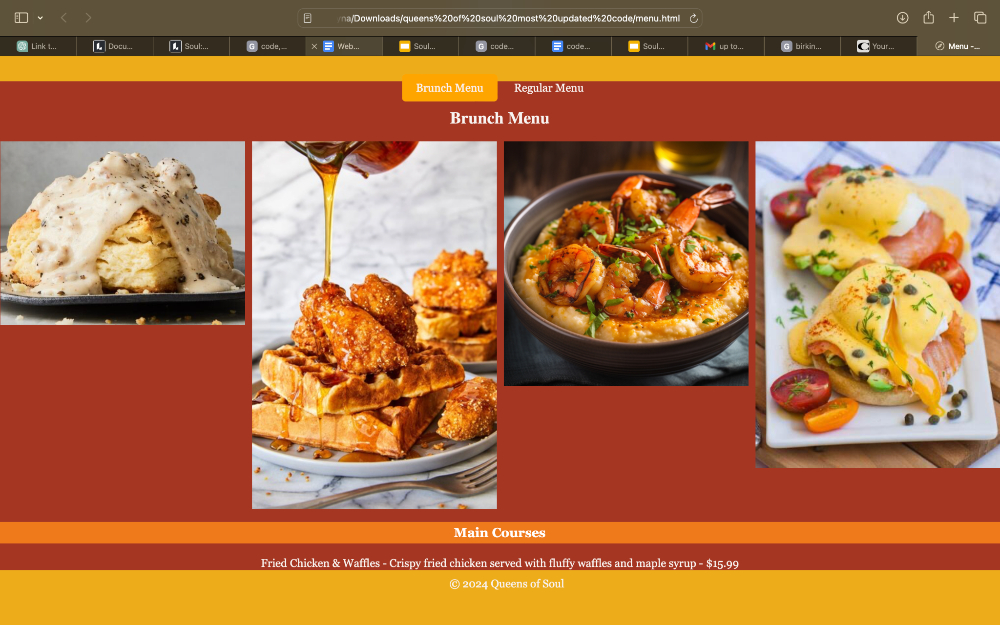 yna/Downloads/queens%20of%20soul%20most%20updated%20code/menu.html
Link t...
Docu...
Soul:...
G code,...
Web...
Soul...
G code...
code...
Soul...
up to...
G birkin...
Your...
Menu -...
Brunch Menu
Regular Menu
Brunch Menu
Main Courses
Fried Chicken & Waffles - Crispy fried chicken served with fluffy waffles and maple syrup - $15.99
© 2024 Queens of Soul